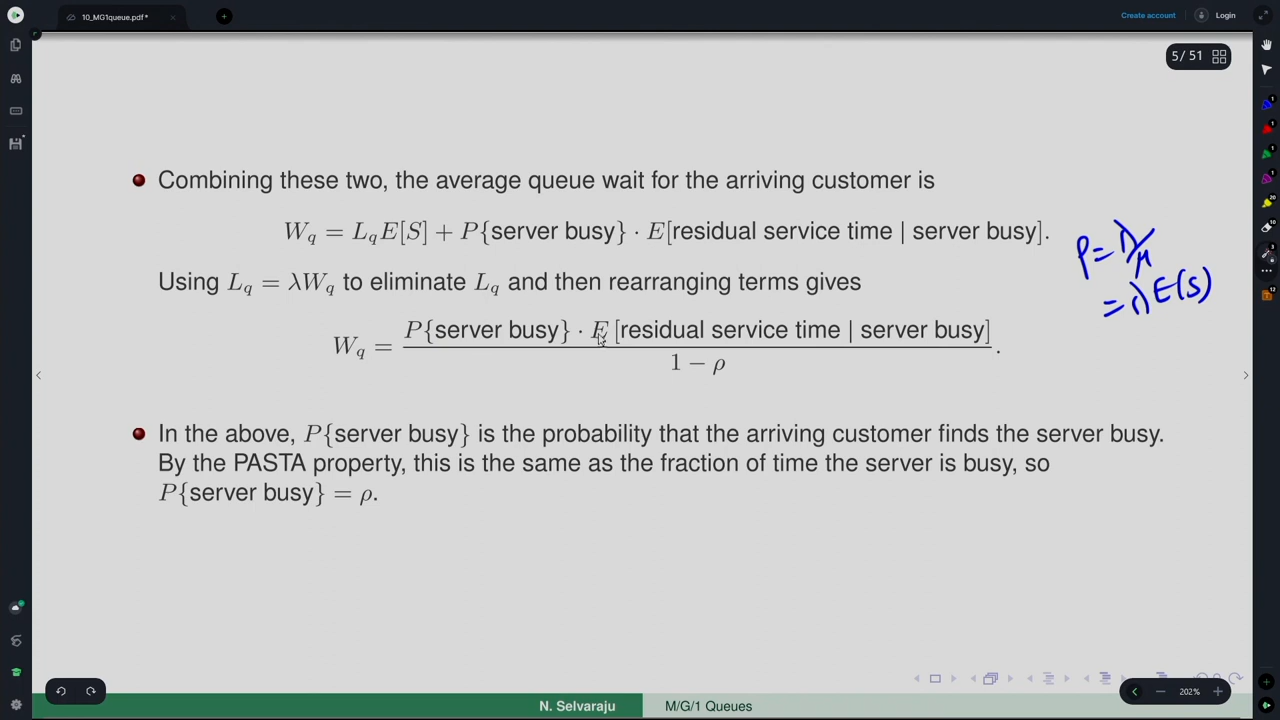 10_MG1queue.pdf*
Create account
Login
5 / 51
Combining these two, the average queue wait for the arriving customer is
W_q = L_q E[S] + P{server busy} · E[residual service time | server busy].
Using L_q = λW_q to eliminate L_q and then rearranging terms gives
W_q = P{server busy} · E [residual service time | server busy] / 1 − ρ .
ρ = λ/μ
= λ E(S)
In the above, P{server busy} is the probability that the arriving customer finds the server busy.
By the PASTA property, this is the same as the fraction of time the server is busy, so
P{server busy} = ρ.
202%
N. Selvaraju
M/G/1 Queues